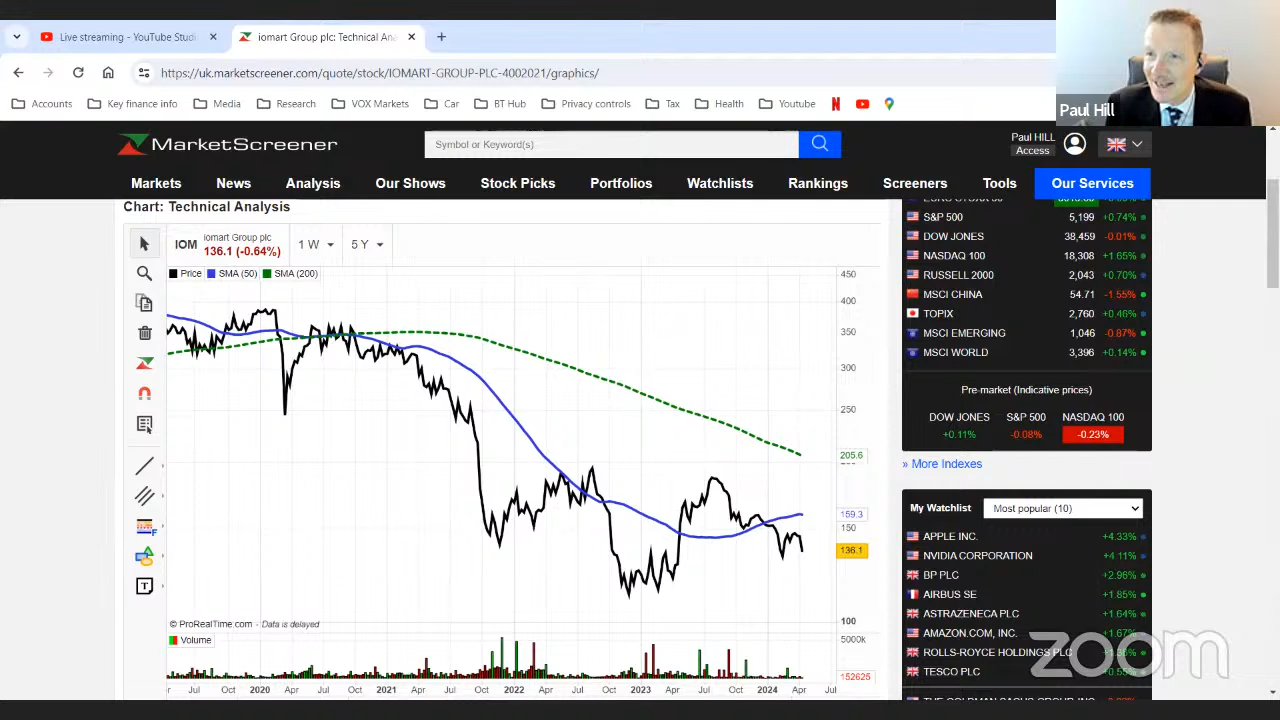 Live streaming - YouTube Studi
iomart Group plc: Technical Ana
https://uk.marketscreener.com/quote/stock/IOMART-GROUP-PLC-4002021/graphics/
Accounts Key finance info Media Research VOX Markets Car BT Hub Privacy controls Tax Health Youtube
Paul Hill
MarketScreener
Symbol or Keyword(s)
Paul HILL
Access
Markets News Analysis Our Shows Stock Picks Portfolios Watchlists Rankings Screeners Tools Our Services
Chart: Technical Analysis
IOM
iomart Group plc
136.1 (-0.64%)
1 W
5 Y
Price SMA (50) SMA (200)
450
400
350
300
250
205.6
159.3
150
136.1
100
© ProRealTime.com - Data is delayed
Volume
5000k
152625
Jul Oct 2020 Apr Jul Oct 2021 Apr Jul Oct 2022 Apr Jul Oct 2023 Apr Jul Oct 2024 Apr Jul
S&P 500 5,199 +0.74%
DOW JONES 38,459 -0.01%
NASDAQ 100 18,308 +1.65%
RUSSELL 2000 2,043 +0.70%
MSCI CHINA 54.71 -1.55%
TOPIX 2,760 +0.46%
MSCI EMERGING 1,046 -0.87%
MSCI WORLD 3,396 +0.14%
Pre-market (Indicative prices)
DOW JONES S&P 500 NASDAQ 100
+0.11% -0.08% -0.23%
» More Indexes
My Watchlist Most popular (10)
APPLE INC. +4.33%
NVIDIA CORPORATION +4.11%
BP PLC +2.96%
AIRBUS SE +1.85%
ASTRAZENECA PLC +1.64%
AMAZON.COM, INC. +1.67%
ROLLS-ROYCE HOLDINGS PLC
TESCO PLC +0.55%
zoom